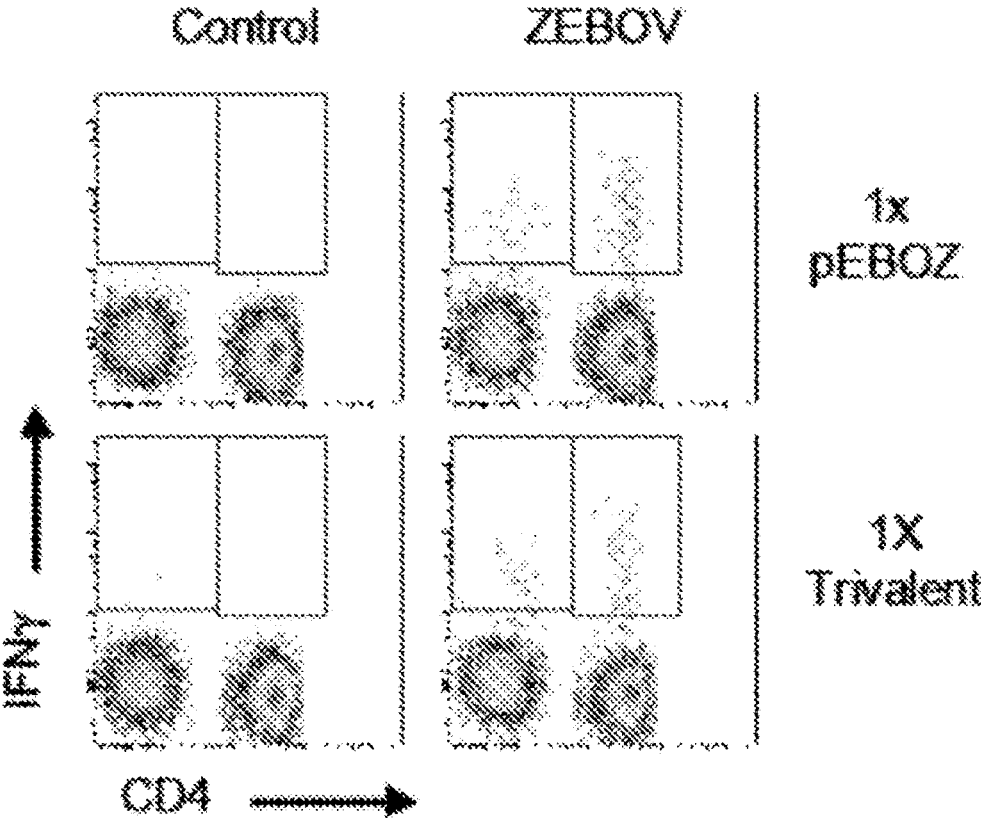 Control ZEBOV
1x
pEBOZ
1X
Trivalent
IFNγ
CD4